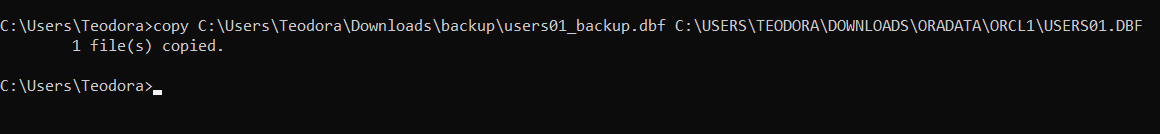 C:\Users\Teodora>copy C:\Users\Teodora\Downloads\backup\users01_backup.dbf C:\USERS\TEODORA\DOWNLOADS\ORADATA\ORCL1\USERS01.DBF
        1 file(s) copied.
C:\Users\Teodora>